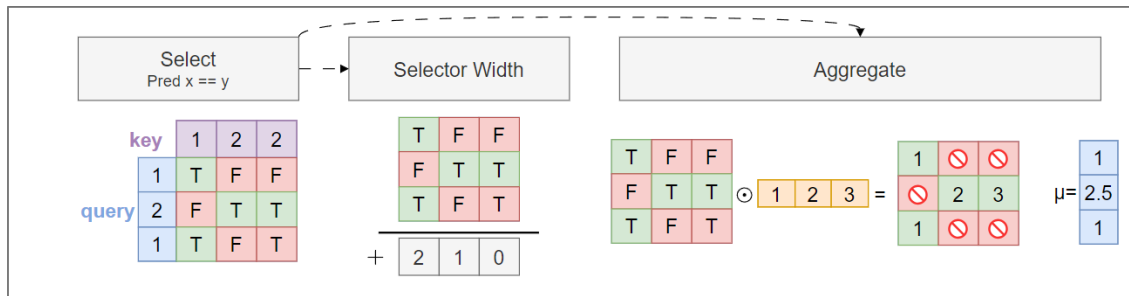 Select
Pred x == y
Selector Width
Aggregate
key 1 2 2
1 T F F
query 2 F T T
1 T F T
T F F
F T T
T F T
+ 2 1 0
T F F
F T T
T F T
⊙ 1 2 3 =
1
2 3
1
μ=
1
2.5
1